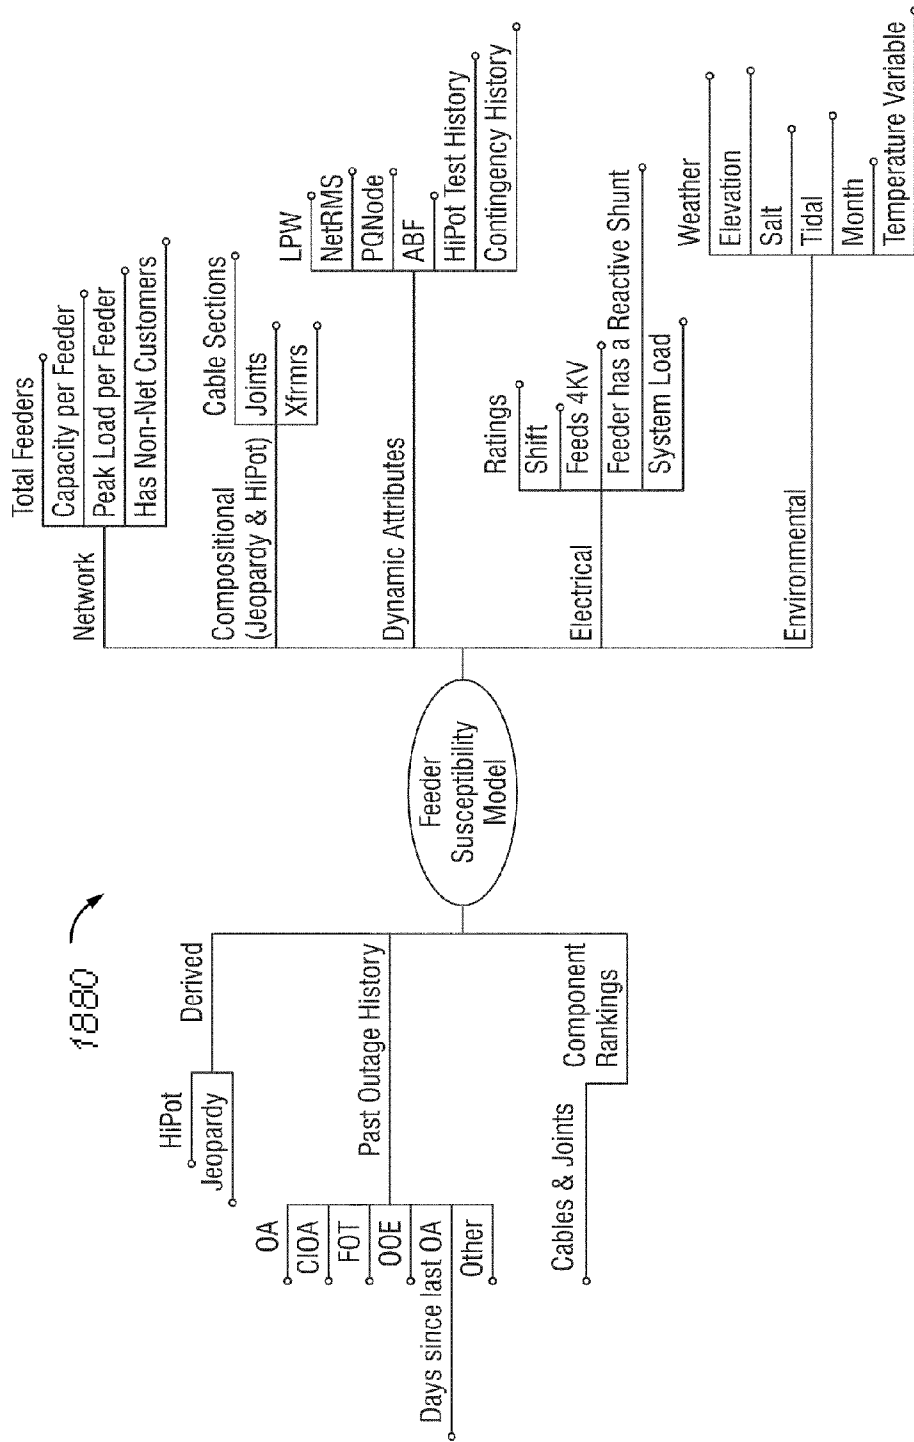 1880
Derived
HiPot
Jeopardy
Past Outage History
OA
CIOA
FOT
OOE
Days since last OA
Other
Component
Rankings
Cables & Joints
Feeder
Susceptibility
Model
Network
Total Feeders
Capacity per Feeder
Peak Load per Feeder
Has Non-Net Customers
Compositional
(Jeopardy & HiPot)
Cable Sections
Joints
Xfrmrs
Dynamic Attributes
LPW
NetRMS
PQNode
ABF
HiPot Test History
Contingency History
Electrical
Ratings
Shift
Feeds 4KV
Feeder has a Reactive Shunt
System Load
Environmental
Weather
Elevation
Salt
Tidal
Month
Temperature Variable